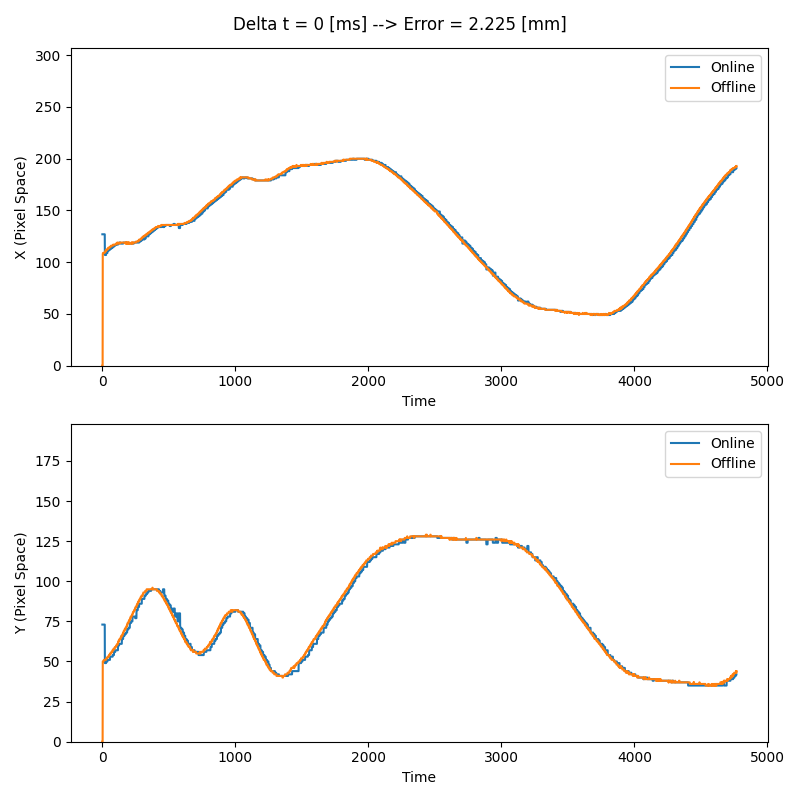 Delta t = 0 [ms] --> Error = 2.225 [mm]
300
250
200
150
100
50
0
X (Pixel Space)
Online
Offline
0 1000 2000 3000 4000 5000
Time
175
150
125
100
75
50
25
0
Y (Pixel Space)
Online
Offline
0 1000 2000 3000 4000 5000
Time